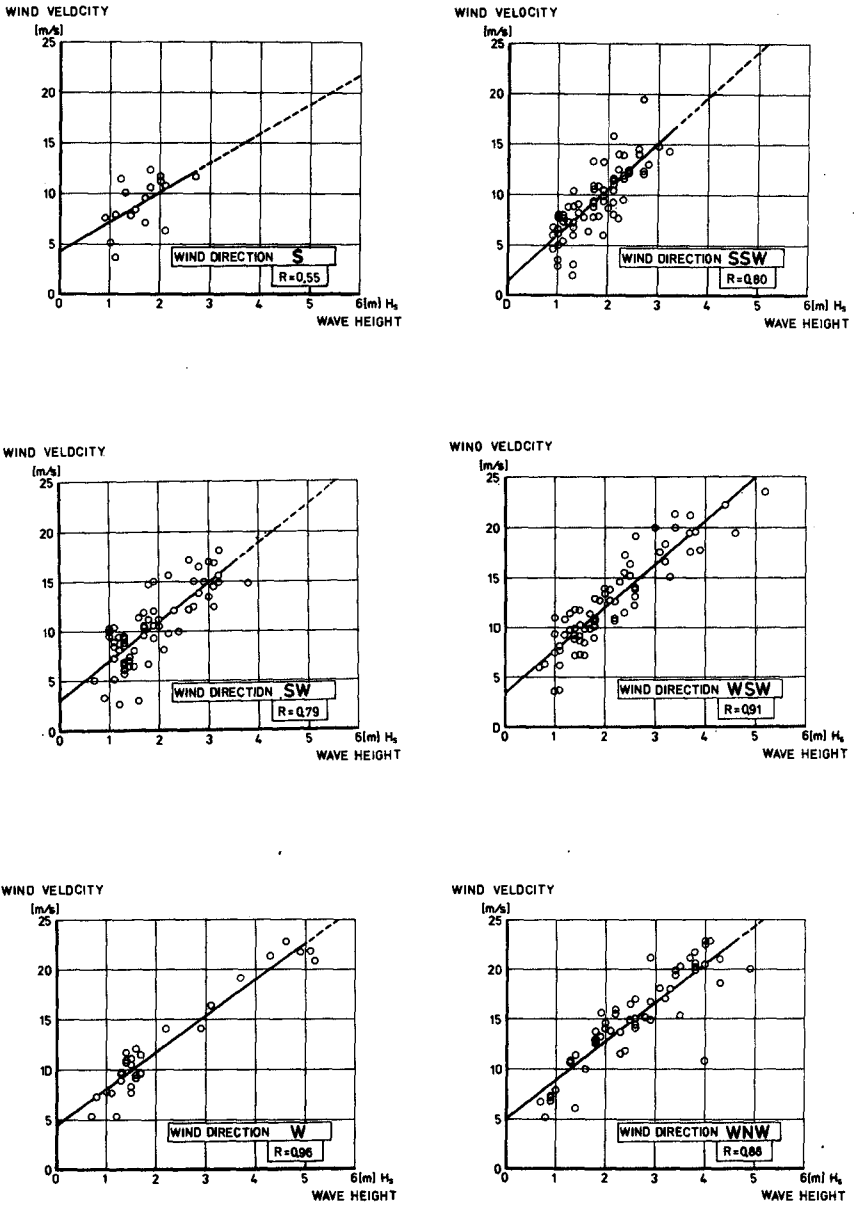 WIND VELOCITY
[m/s]
25
20
15
10
5
0
0 1 2 3 4 5 6[m] Hs
WAVE HEIGHT
WIND DIRECTION S
R=0,55
WIND VELOCITY
[m/s]
25
20
15
10
5
0
0 1 2 3 4 5 6[m] Hs
WAVE HEIGHT
WIND DIRECTION SSW
R=0,80
WIND VELOCITY
[m/s]
25
20
15
10
5
0
0 1 2 3 4 5 6[m] Hs
WAVE HEIGHT
WIND DIRECTION SW
R=0,79
WIND VELOCITY
[m/s]
25
20
15
10
5
0
0 1 2 3 4 5 6[m] Hs
WAVE HEIGHT
WIND DIRECTION WSW
R=0,91
WIND VELOCITY
[m/s]
25
20
15
10
5
0
0 1 2 3 4 5 6[m] Hs
WAVE HEIGHT
WIND DIRECTION W
R=0,96
WIND VELOCITY
[m/s]
25
20
15
10
5
0
0 1 2 3 4 5 6[m] Hs
WAVE HEIGHT
WIND DIRECTION WNW
R=0,88